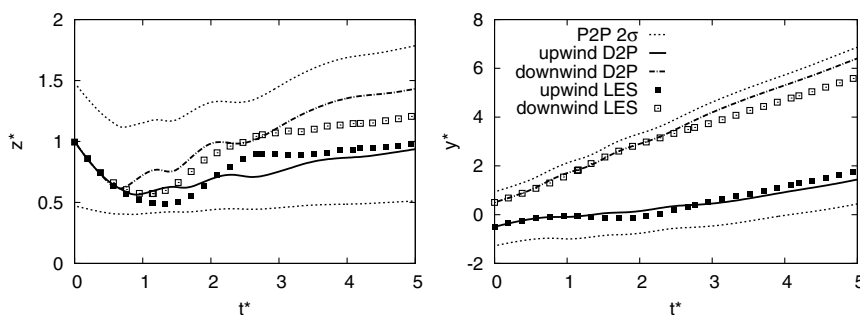 2
1.5
1
0.5
0
0 1 2 3 4 5
z*
t*
P2P 2σ
upwind D2P
downwind D2P
upwind LES
downwind LES
8
6
4
2
0
-2
0 1 2 3 4 5
y*
t*